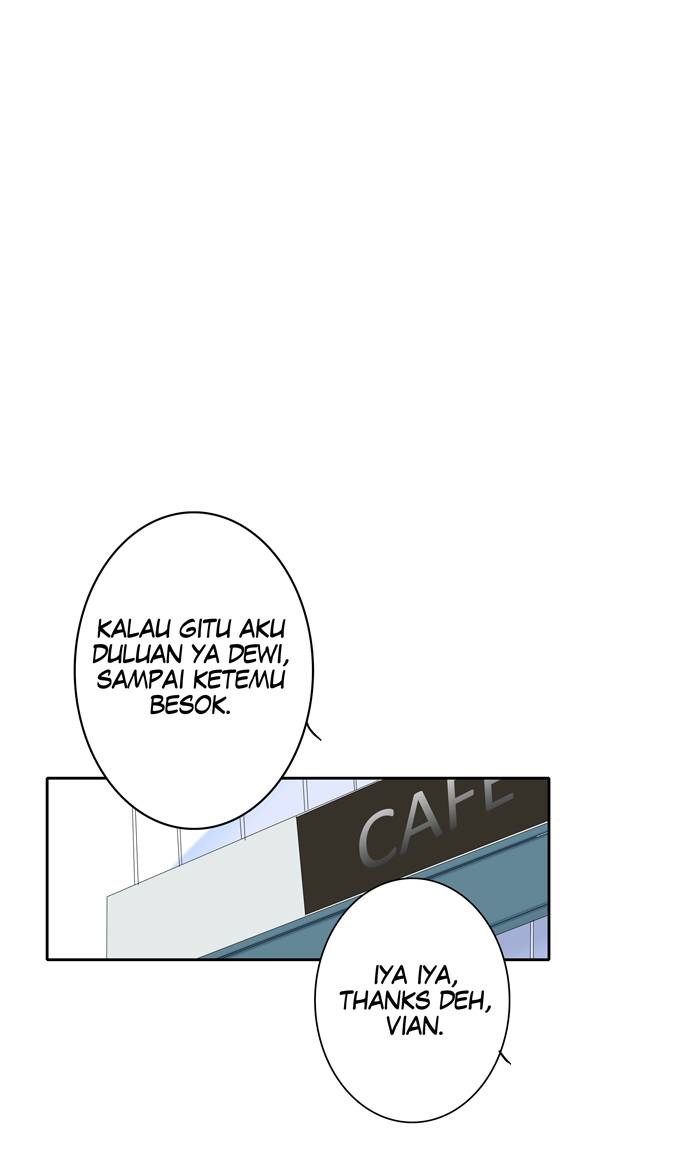 KALAU GITU AKU
DULUAN YA DEWI,
SAMPAI KETEMU
BESOK.
CAFE
IYA IYA,
THANKS DEH,
VIAN.